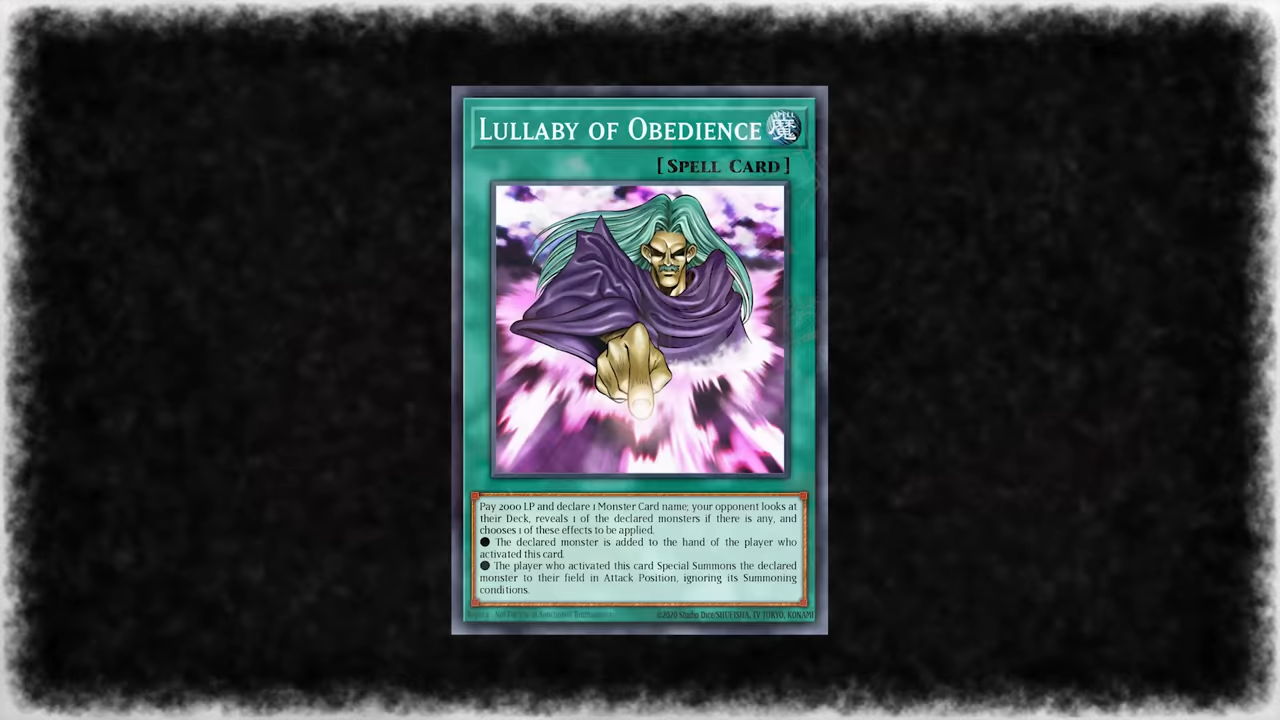 Lullaby of Obedience
SPELL
魔
[ Spell Card ]
Pay 2000 LP and declare 1 Monster Card name; your opponent looks at
their Deck, reveals 1 of the declared monsters if there is any, and
chooses 1 of these effects to be applied.
● The declared monster is added to the hand of the player who
activated this card.
● The player who activated this card Special Summons the declared
monster to their field in Attack Position, ignoring its Summoning
conditions.
©2020 Studio Dice/SHUEISHA, TV TOKYO, KONAMI